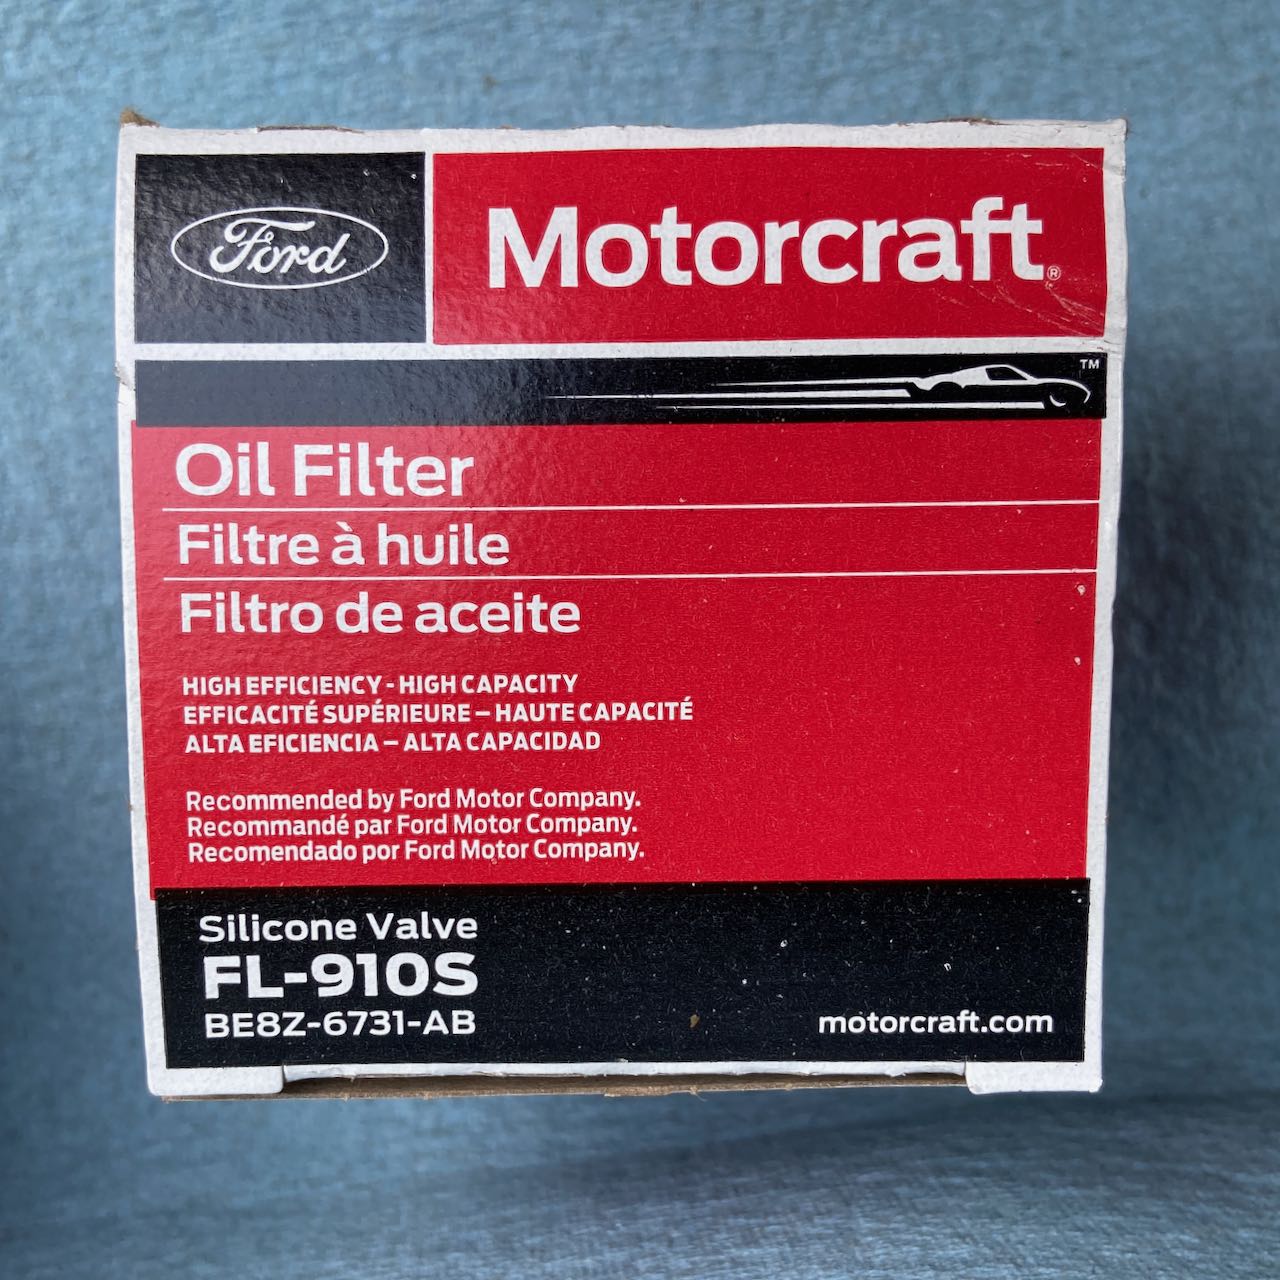 Ford
Motorcraft®
™
Oil Filter
Filtre à huile
Filtro de aceite
HIGH EFFICIENCY - HIGH CAPACITY
EFFICACITÉ SUPÉRIEURE – HAUTE CAPACITÉ
ALTA EFICIENCIA – ALTA CAPACIDAD
Recommended by Ford Motor Company.
Recommandé par Ford Motor Company.
Recomendado por Ford Motor Company.
Silicone Valve
FL-910S
BE8Z-6731-AB
motorcraft.com